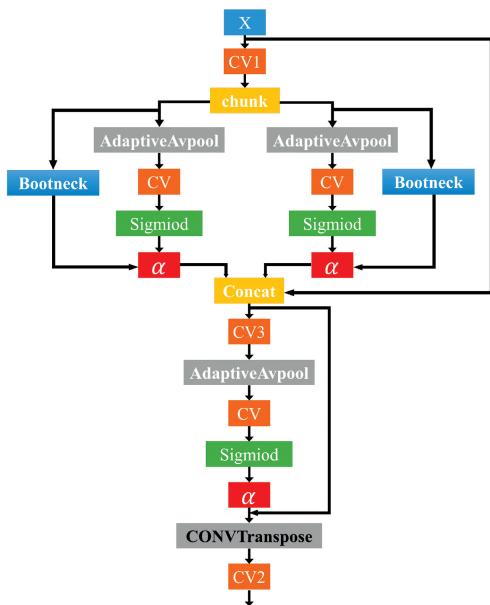 X
CV1
chunk
AdaptiveAvpool
AdaptiveAvpool
Bootneck
CV
CV
Bootneck
Sigmiod
Sigmiod
α
α
Concat
CV3
AdaptiveAvpool
CV
Sigmiod
α
CONVTranspose
CV2